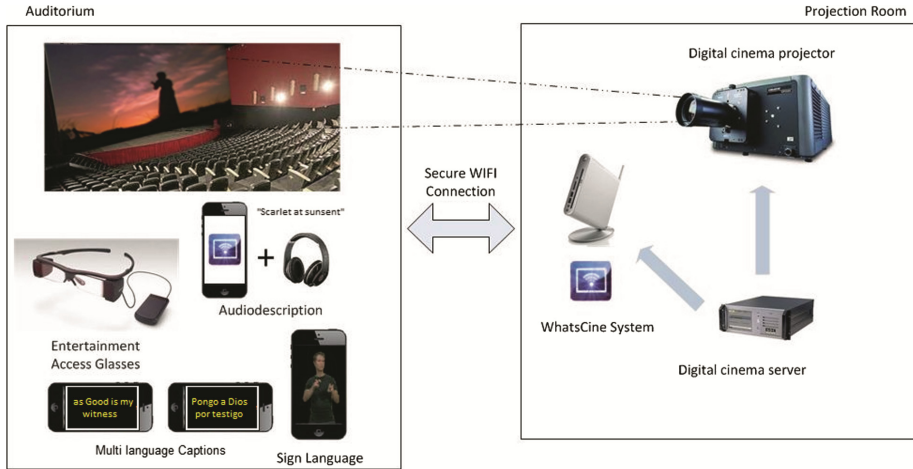 Auditorium
Projection Room
Digital cinema projector
Secure WIFI
Connection
"Scarlet at sunsent"
+
Audiodescription
WhatsCine System
Entertainment
Access Glasses
Digital cinema server
as Good is my
witness
Pongo a Dios
por testigo
Multi language Captions
Sign Language